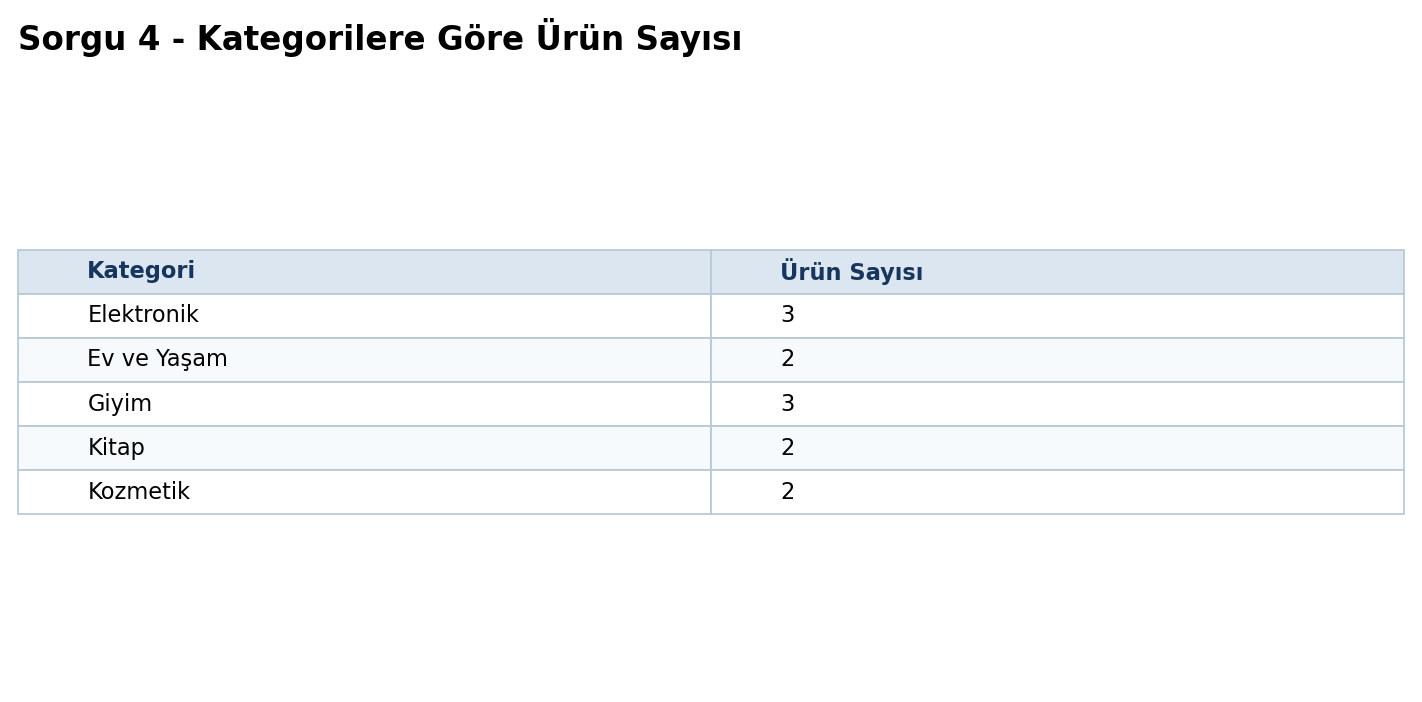 Sorgu 4 - Kategorilere Göre Ürün Sayısı
Kategori Ürün Sayısı
Elektronik 3
Ev ve Yaşam 2
Giyim 3
Kitap 2
Kozmetik 2